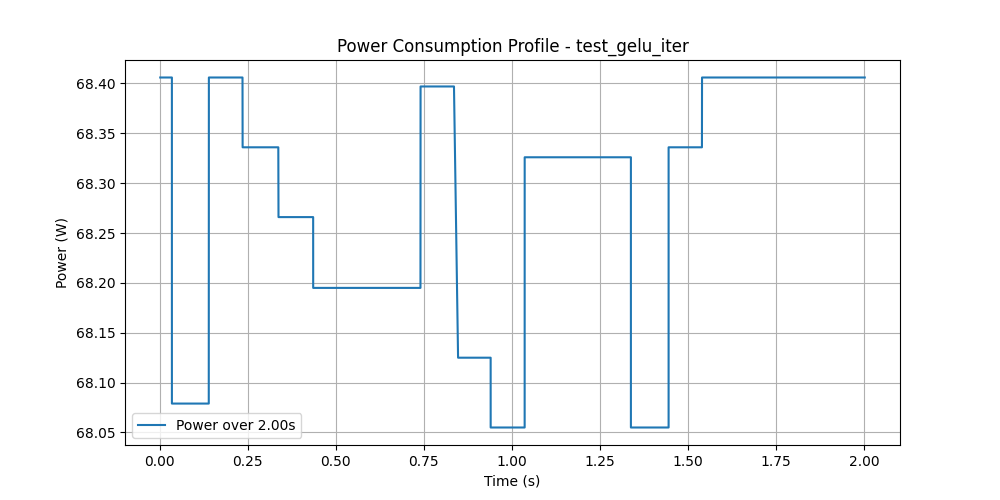 Power Consumption Profile - test_gelu_iter
68.40
68.35
68.30
68.25
68.20
68.15
68.10
68.05
Power (W)
Power over 2.00s
0.00 0.25 0.50 0.75 1.00 1.25 1.50 1.75 2.00
Time (s)